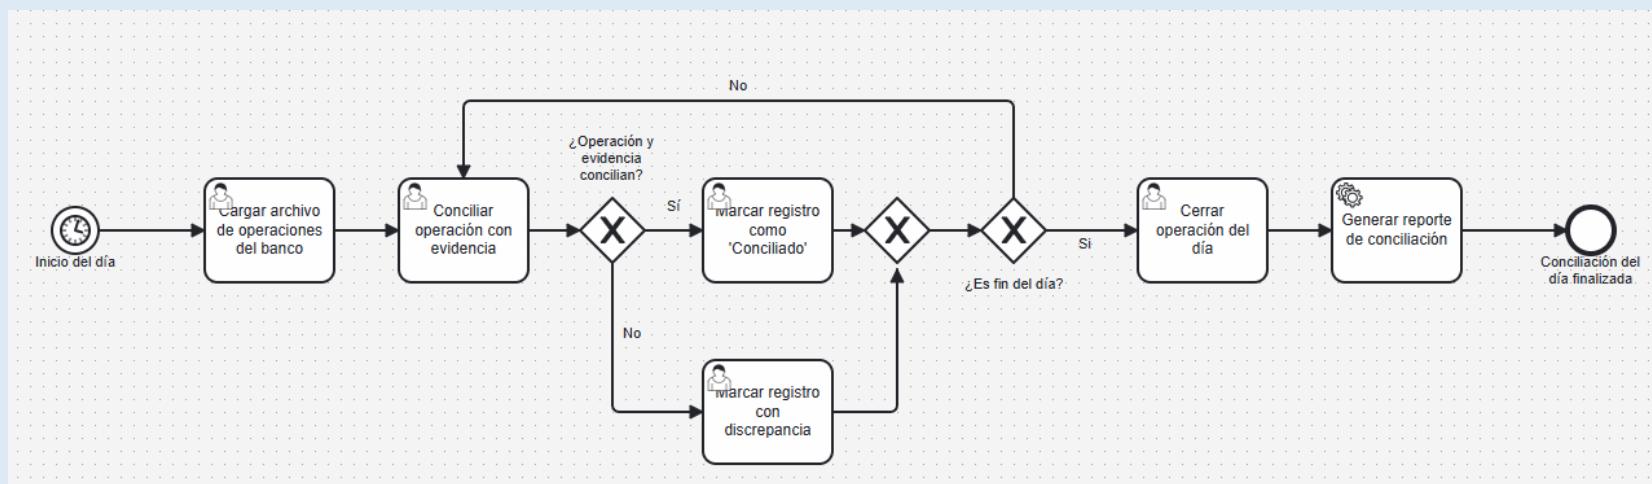 No
¿Operación y
evidencia
concilian?
Inicio del día
Cargar archivo
de operaciones
del banco
Conciliar
operación con
evidencia
Sí
Marcar registro
como
'Conciliado'
¿Es fin del día?
Si
Cerrar
operación del
día
Generar reporte
de conciliación
Conciliación del
día finalizada
No
Marcar registro
con
discrepancia